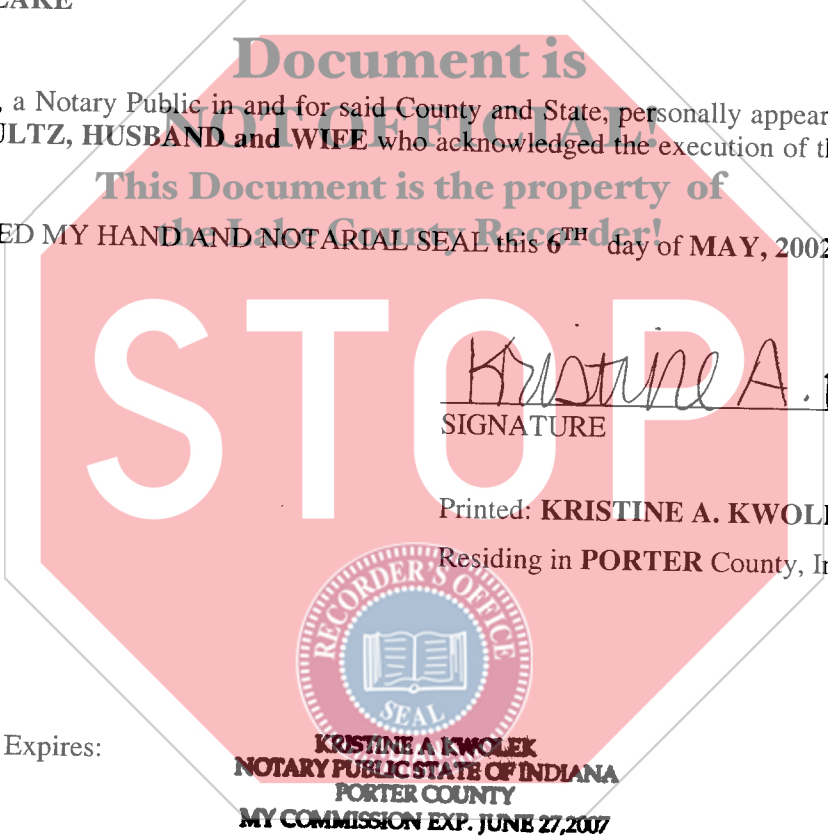 LAKE
Document is
, a Notary Public in and for said County and State, personally appear
NOT OFFICIAL!
ULTZ, HUSBAND and WIFE who acknowledged the execution of th
This Document is the property of
the Lake County Recorder!
ED MY HAND AND NOTARIAL SEAL this 6TH day of MAY, 2002
STOP
Kristine A.
SIGNATURE
Printed: KRISTINE A. KWOLE
Residing in PORTER County, In
RECORDER'S OFFICE
SEAL
Expires:
KRISTINE A KWOLEK
NOTARY PUBLIC STATE OF INDIANA
PORTER COUNTY
MY COMMISSION EXP. JUNE 27,2007